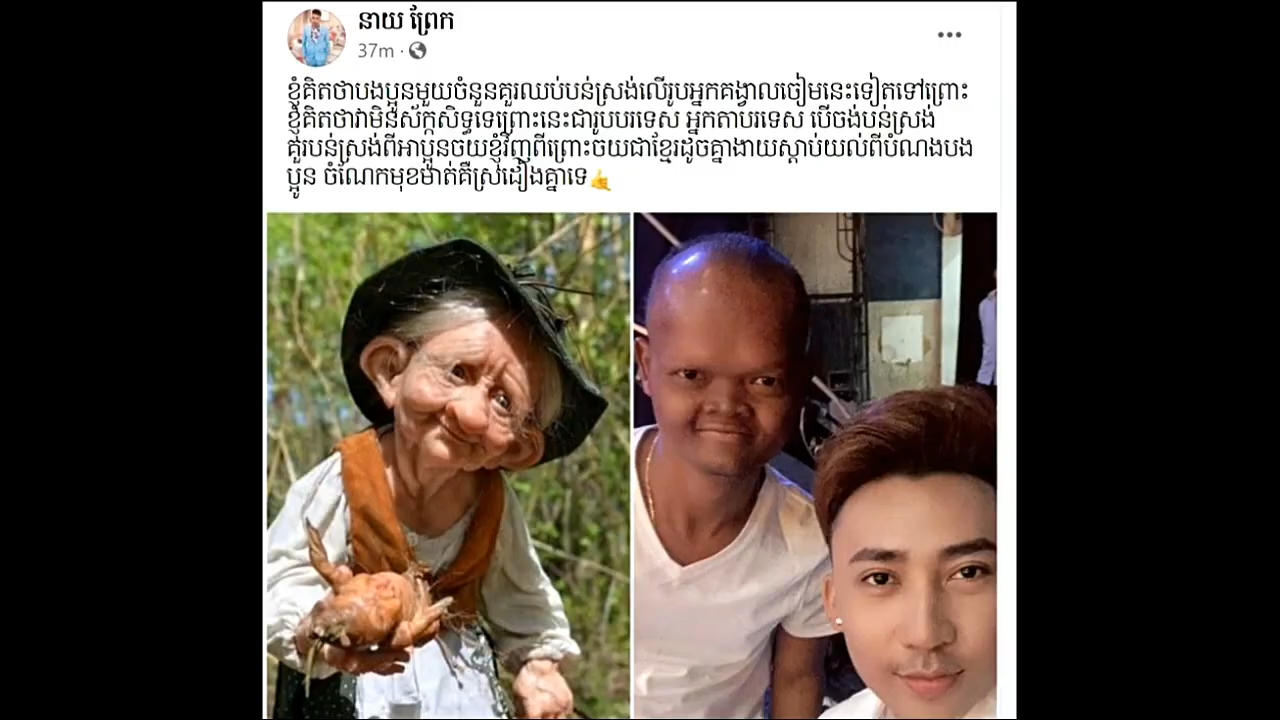 នាយ ព្រែក
37m ·
ខ្ញុំគិតថាបងប្អូនមួយចំនួនគួរឈប់បន់ស្រង់លើរូបអ្នកគង្វាលចៀមនេះទៀតទៅព្រោះ
ខ្ញុំគិតថាវាមិនស័ក្កសិទ្ធទេព្រោះនេះជារូបបរទេស អ្នកតាបរទេស បើចង់បន់ស្រង់
គួរបន់ស្រង់ពីអាប្អូនចយខ្ញុំវិញពីព្រោះចយជាខ្មែរដូចគ្នាងាយស្តាប់យល់ពីបំណងបង
ប្អូន ចំណែកមុខមាត់គឺស្រដៀងគ្នាទេ🤙